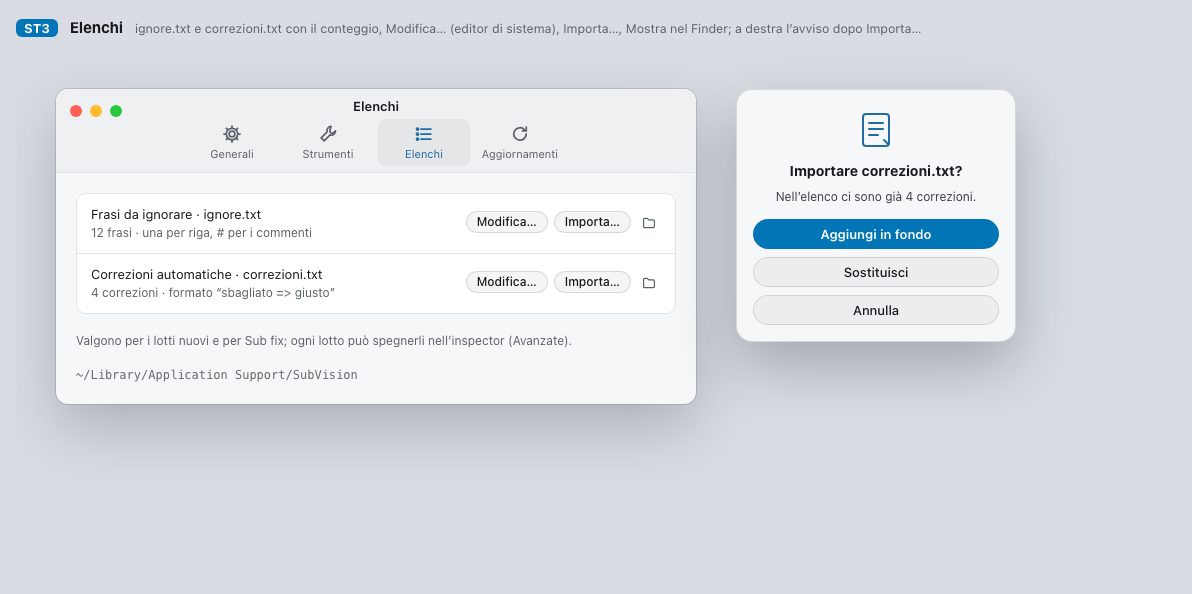 ST3 Elenchi ignore.txt e correzioni.txt con il conteggio, Modifica… (editor di sistema), Importa…, Mostra nel Finder; a destra l’avviso dopo Importa…
Elenchi
Generali Strumenti Elenchi Aggiornamenti
Frasi da ignorare · ignore.txt
12 frasi · una per riga, # per i commenti
Modifica… Importa…
Correzioni automatiche · correzioni.txt
4 correzioni · formato “sbagliato => giusto”
Modifica… Importa…
Valgono per i lotti nuovi e per Sub fix; ogni lotto può spegnerli nell’inspector (Avanzate).
~/Library/Application Support/SubVision
Importare correzioni.txt?
Nell’elenco ci sono già 4 correzioni.
Aggiungi in fondo
Sostituisci
Annulla